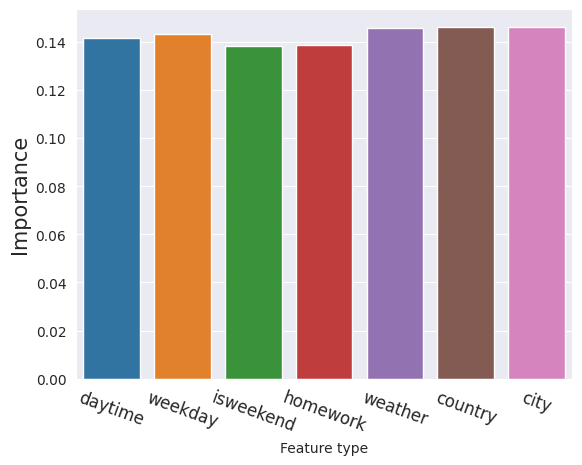 0.14
0.12
0.10
0.08
0.06
0.04
0.02
0.00
Importance
daytime
weekday
isweekend
homework
weather
country
city
Feature type